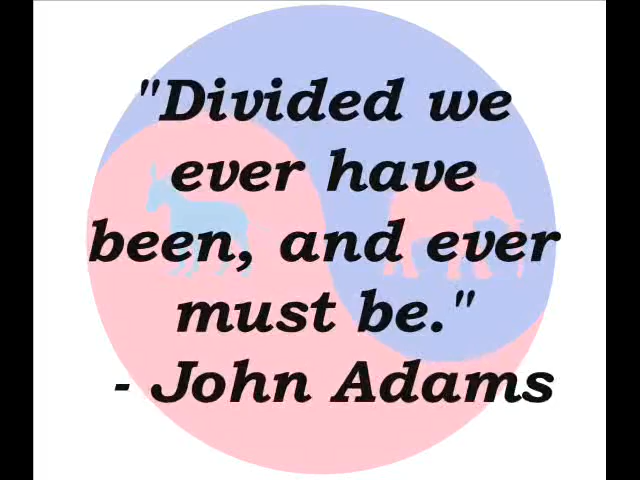 "Divided we
ever have
been, and ever
must be."
- John Adams